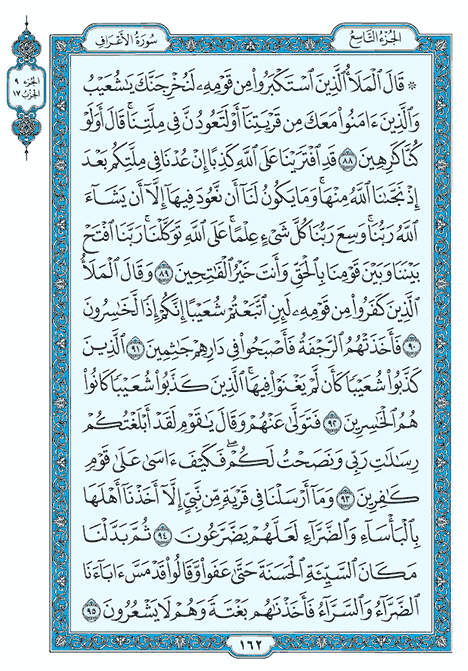 الجزء التاسع
سورة الأعراف
الجزء ٩
الحزب ١٧
۞ قَالَ ٱلْمَلَأُ ٱلَّذِينَ ٱسْتَكْبَرُوا۟ مِن قَوْمِهِۦ لَنُخْرِجَنَّكَ يَـٰشُعَيْبُ
وَٱلَّذِينَ ءَامَنُوا۟ مَعَكَ مِن قَرْيَتِنَآ أَوْ لَتَعُودُنَّ فِى مِلَّتِنَا ۚ قَالَ أَوَلَوْ
كُنَّا كَـٰرِهِينَ ٨٨ قَدِ ٱفْتَرَيْنَا عَلَى ٱللَّهِ كَذِبًا إِنْ عُدْنَا فِى مِلَّتِكُم بَعْدَ
إِذْ نَجَّىٰنَا ٱللَّهُ مِنْهَا ۚ وَمَا يَكُونُ لَنَآ أَن نَّعُودَ فِيهَآ إِلَّآ أَن يَشَآءَ
ٱللَّهُ رَبُّنَا ۚ وَسِعَ رَبُّنَا كُلَّ شَىْءٍ عِلْمًا ۚ عَلَى ٱللَّهِ تَوَكَّلْنَا ۚ رَبَّنَا ٱفْتَحْ
بَيْنَنَا وَبَيْنَ قَوْمِنَا بِٱلْحَقِّ وَأَنتَ خَيْرُ ٱلْفَـٰتِحِينَ ٨٩ وَقَالَ ٱلْمَلَأُ
ٱلَّذِينَ كَفَرُوا۟ مِن قَوْمِهِۦ لَئِنِ ٱتَّبَعْتُمْ شُعَيْبًا إِنَّكُمْ إِذًا لَّخَـٰسِرُونَ
٩٠ فَأَخَذَتْهُمُ ٱلرَّجْفَةُ فَأَصْبَحُوا۟ فِى دَارِهِمْ جَـٰثِمِينَ ٩١ ٱلَّذِينَ
كَذَّبُوا۟ شُعَيْبًا كَأَن لَّمْ يَغْنَوْا۟ فِيهَا ۚ ٱلَّذِينَ كَذَّبُوا۟ شُعَيْبًا كَانُوا۟
هُمُ ٱلْخَـٰسِرِينَ ٩٢ فَتَوَلَّىٰ عَنْهُمْ وَقَالَ يَـٰقَوْمِ لَقَدْ أَبْلَغْتُكُمْ
رِسَـٰلَـٰتِ رَبِّى وَنَصَحْتُ لَكُمْ ۖ فَكَيْفَ ءَاسَىٰ عَلَىٰ قَوْمٍ
كَـٰفِرِينَ ٩٣ وَمَآ أَرْسَلْنَا فِى قَرْيَةٍ مِّن نَّبِىٍّ إِلَّآ أَخَذْنَآ أَهْلَهَا
بِٱلْبَأْسَآءِ وَٱلضَّرَّآءِ لَعَلَّهُمْ يَضَّرَّعُونَ ٩٤ ثُمَّ بَدَّلْنَا
مَكَانَ ٱلسَّيِّئَةِ ٱلْحَسَنَةَ حَتَّىٰ عَفَوا۟ وَّقَالُوا۟ قَدْ مَسَّ ءَابَآءَنَا
ٱلضَّرَّآءُ وَٱلسَّرَّآءُ فَأَخَذْنَـٰهُم بَغْتَةً وَهُمْ لَا يَشْعُرُونَ ٩٥
١٦٢